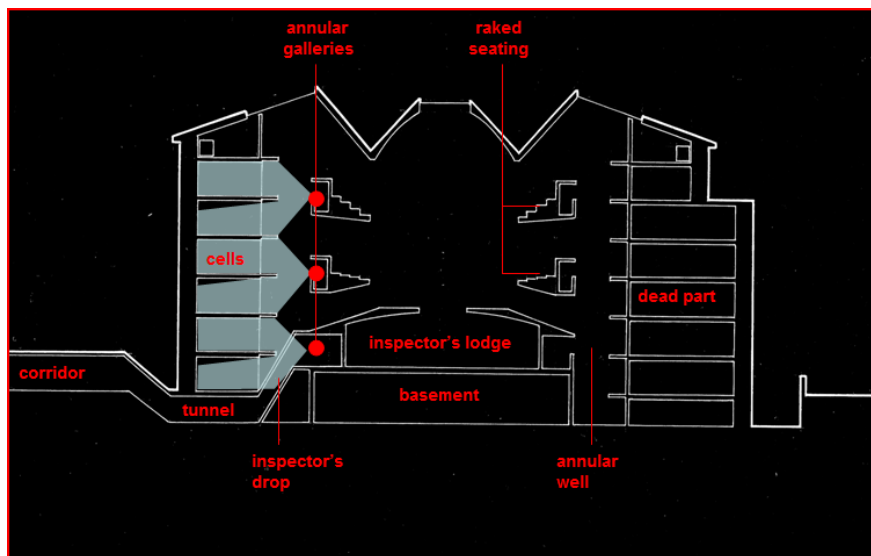 annular
galleries
raked
seating
cells
dead part
inspector's lodge
corridor
basement
tunnel
inspector's
drop
annular
well